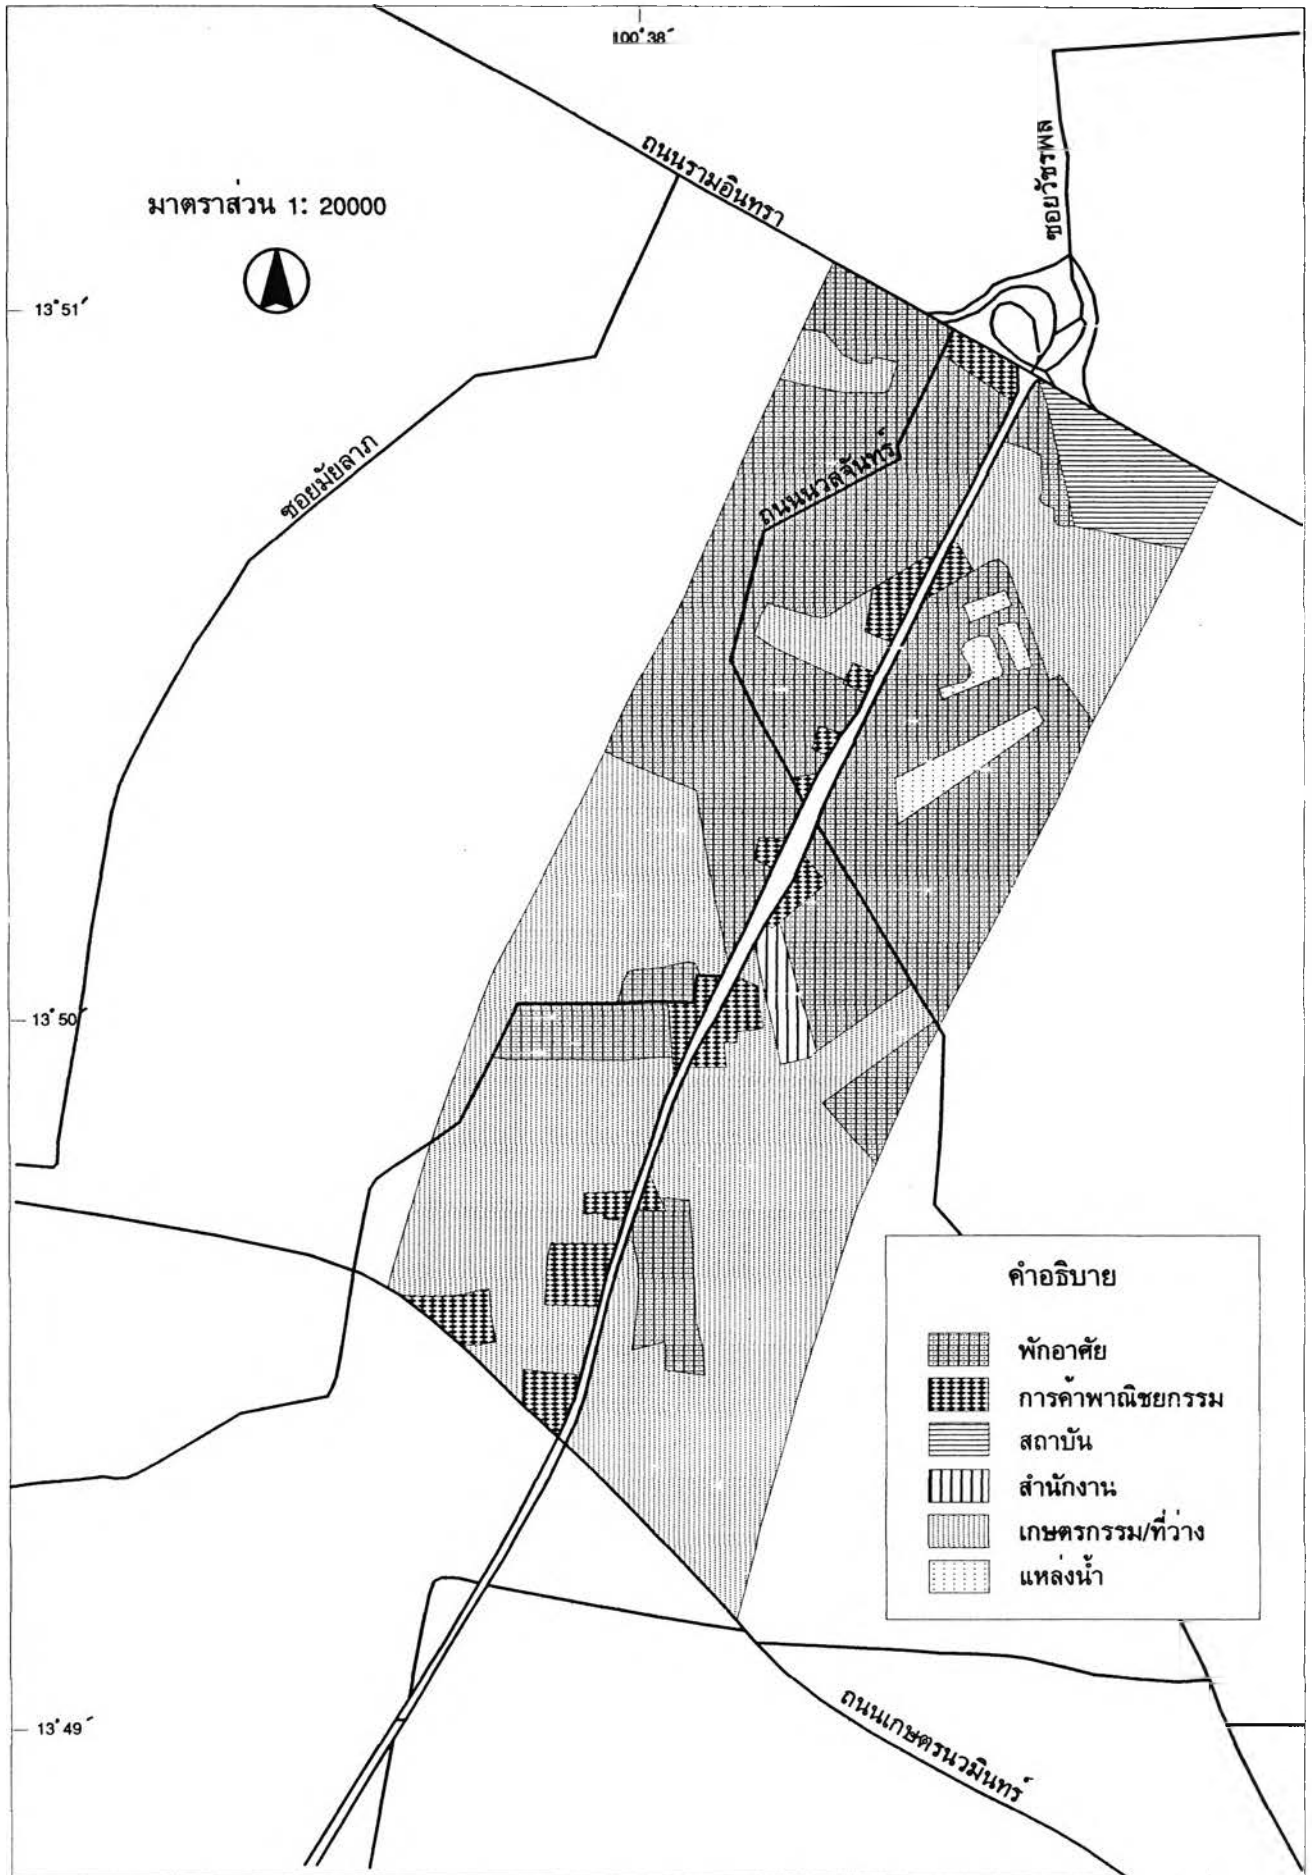 100°38′
ถนนรามอินทรา
ซอยวัชรพล
มาตราส่วน 1: 20000
13°51′
ซอยมัยลาภ
ถนนนวลจันทร์
13°50′
คำอธิบาย
พักอาศัย
การค้าพาณิชยกรรม
สถาบัน
สำนักงาน
เกษตรกรรม/ที่ว่าง
แหล่งน้ำ
13°49′
ถนนเกษตรนวมินทร์